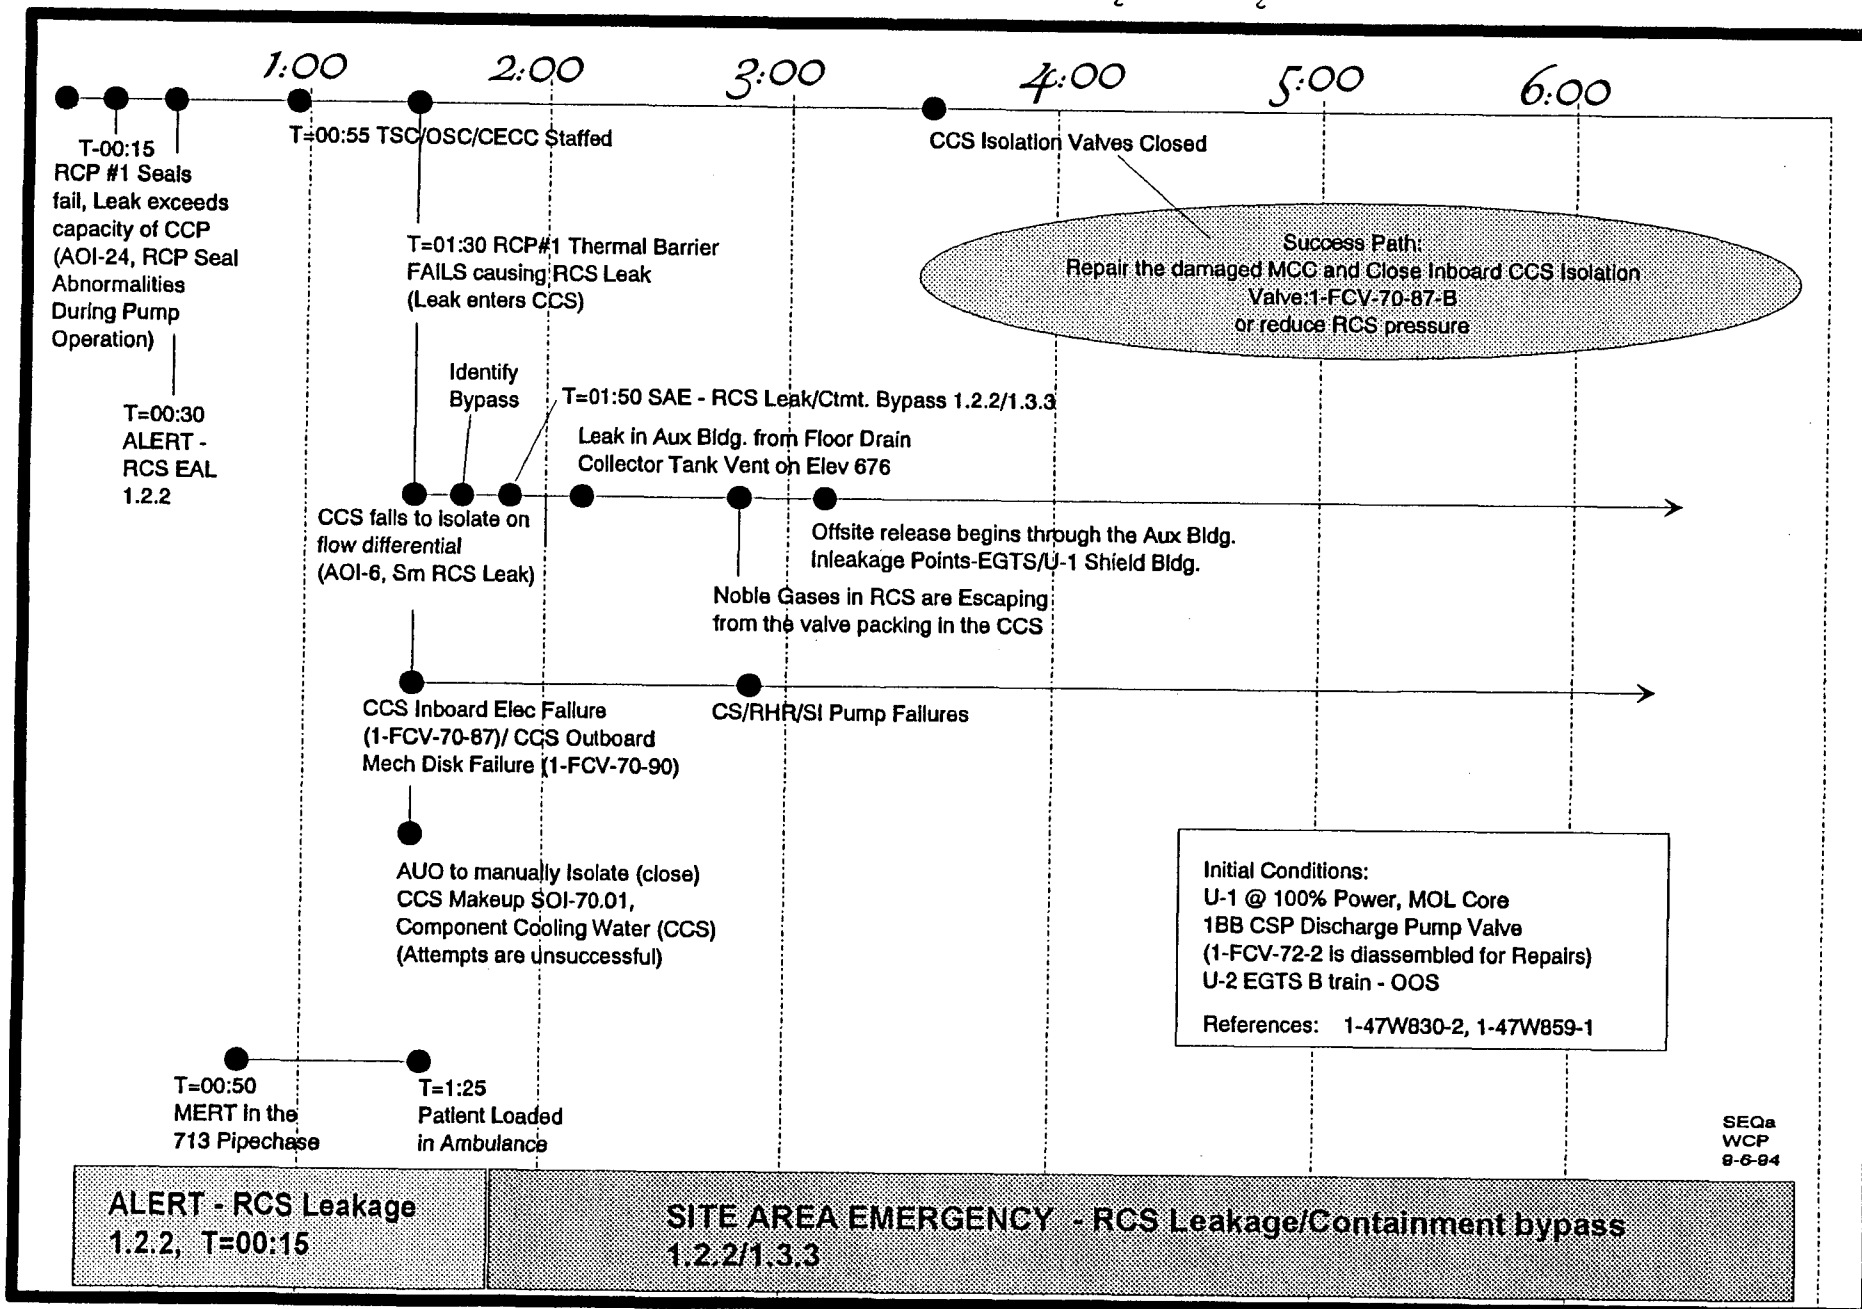 1:00
2:00
3:00
4:00
5:00
6:00
T-00:15
RCP #1 Seals
fail, Leak exceeds
capacity of CCP
(AOI-24, RCP Seal
Abnormalities
During Pump
Operation)
T=00:30
ALERT -
RCS EAL
1.2.2
T=00:55 TSC/OSC/CECC Staffed
T=01:30 RCP#1 Thermal Barrier
FAILS causing RCS Leak
(Leak enters CCS)
CCS Isolation Valves Closed
Success Path:
Repair the damaged MCC and Close Inboard CCS Isolation
Valve:1-FCV-70-87-B
or reduce RCS pressure
Identify
Bypass
T=01:50 SAE - RCS Leak/Ctmt. Bypass 1.2.2/1.3.3
Leak in Aux Bldg. from Floor Drain
Collector Tank Vent on Elev 676
CCS fails to isolate on
flow differential
(AOI-6, Sm RCS Leak)
Offsite release begins through the Aux Bldg.
Inleakage Points-EGTS/U-1 Shield Bldg.
Noble Gases in RCS are Escaping
from the valve packing in the CCS
CCS Inboard Elec Failure
(1-FCV-70-87)/ CCS Outboard
Mech Disk Failure (1-FCV-70-90)
CS/RHR/SI Pump Failures
AUO to manually Isolate (close)
CCS Makeup SOI-70.01,
Component Cooling Water (CCS)
(Attempts are unsuccessful)
Initial Conditions:
U-1 @ 100% Power, MOL Core
1BB CSP Discharge Pump Valve
(1-FCV-72-2 is diassembled for Repairs)
U-2 EGTS B train - OOS
References: 1-47W830-2, 1-47W859-1
T=00:50
MERT in the
713 Pipechase
T=1:25
Patient Loaded
in Ambulance
SEQa
WCP
9-6-94
ALERT - RCS Leakage
1.2.2, T=00:15
SITE AREA EMERGENCY - RCS Leakage/Containment bypass
1.2.2/1.3.3